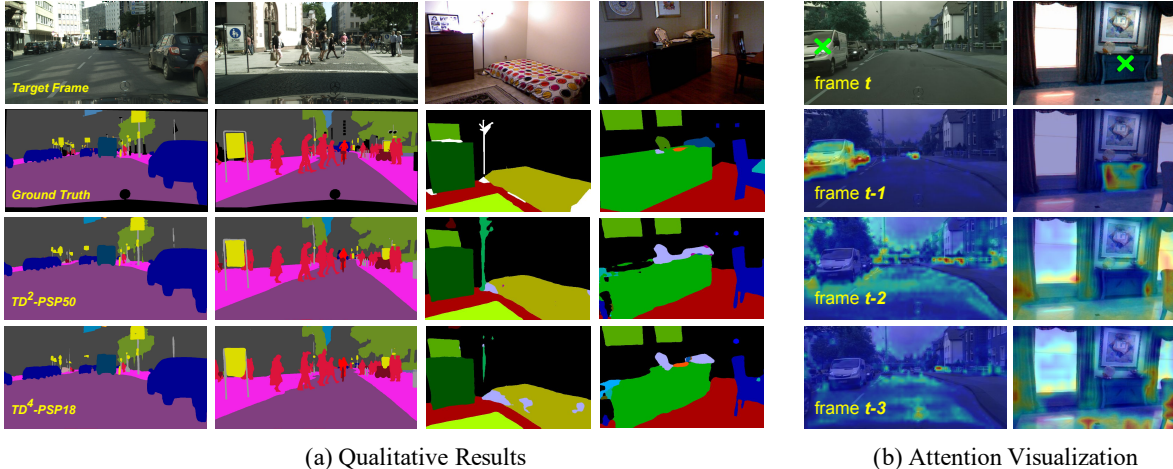 Target Frame
Ground Truth
TD²-PSP50
TD⁴-PSP18
(a) Qualitative Results
frame t
frame t-1
frame t-2
frame t-3
(b) Attention Visualization